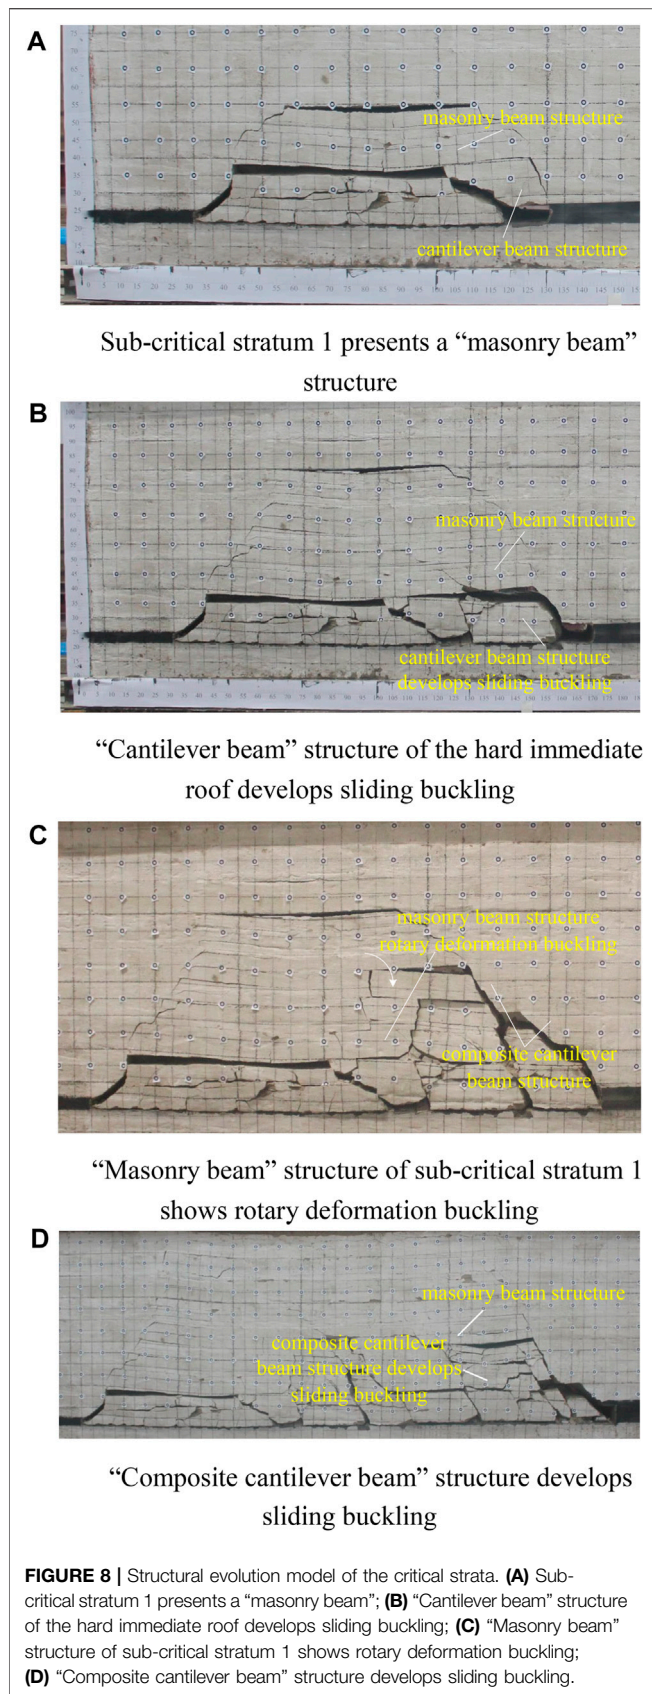 A
masonry beam structure
cantilever beam structure
Sub-critical stratum 1 presents a “masonry beam”
structure
B
masonry beam structure
cantilever beam structure
develops sliding buckling
“Cantilever beam” structure of the hard immediate
roof develops sliding buckling
C
masonry beam structure
rotary deformation buckling
composite cantilever
beam structure
“Masonry beam” structure of sub-critical stratum 1
shows rotary deformation buckling
D
masonry beam structure
composite cantilever
beam structure develops
sliding buckling
“Composite cantilever beam” structure develops
sliding buckling
FIGURE 8 | Structural evolution model of the critical strata. (A) Sub-
critical stratum 1 presents a “masonry beam”; (B) “Cantilever beam” structure
of the hard immediate roof develops sliding buckling; (C) “Masonry beam”
structure of sub-critical stratum 1 shows rotary deformation buckling;
(D) “Composite cantilever beam” structure develops sliding buckling.